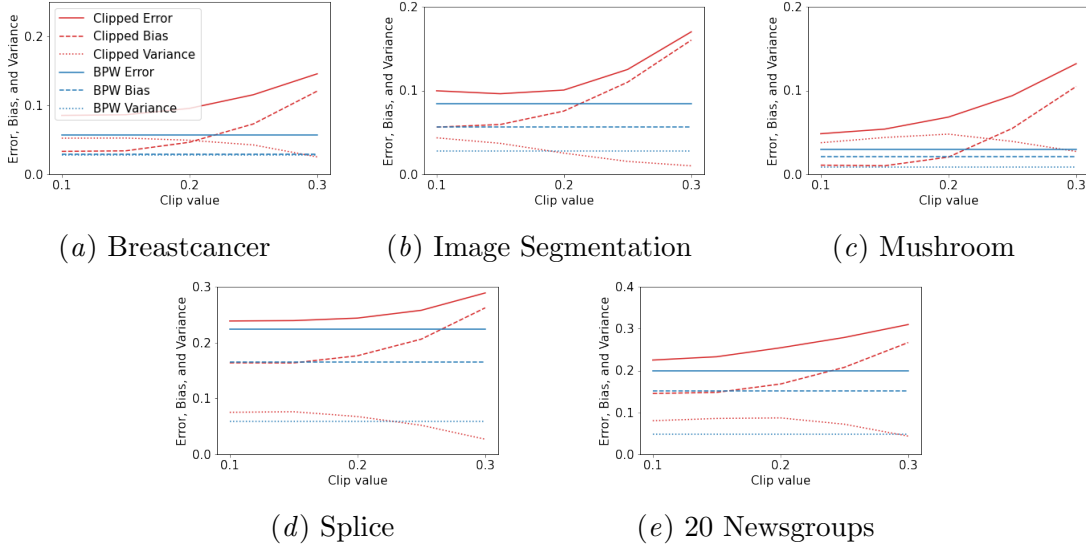 Error, Bias, and Variance
0.2
0.1
0.0
Clipped Error
Clipped Bias
Clipped Variance
BPW Error
BPW Bias
BPW Variance
0.1 0.2 0.3
Clip value
(a) Breastcancer
Error, Bias, and Variance
0.2
0.1
0.0
0.1 0.2 0.3
Clip value
(b) Image Segmentation
Error, Bias, and Variance
0.2
0.1
0.0
0.1 0.2 0.3
Clip value
(c) Mushroom
Error, Bias, and Variance
0.3
0.2
0.1
0.0
0.1 0.2 0.3
Clip value
(d) Splice
Error, Bias, and Variance
0.4
0.3
0.2
0.1
0.0
0.1 0.2 0.3
Clip value
(e) 20 Newsgroups